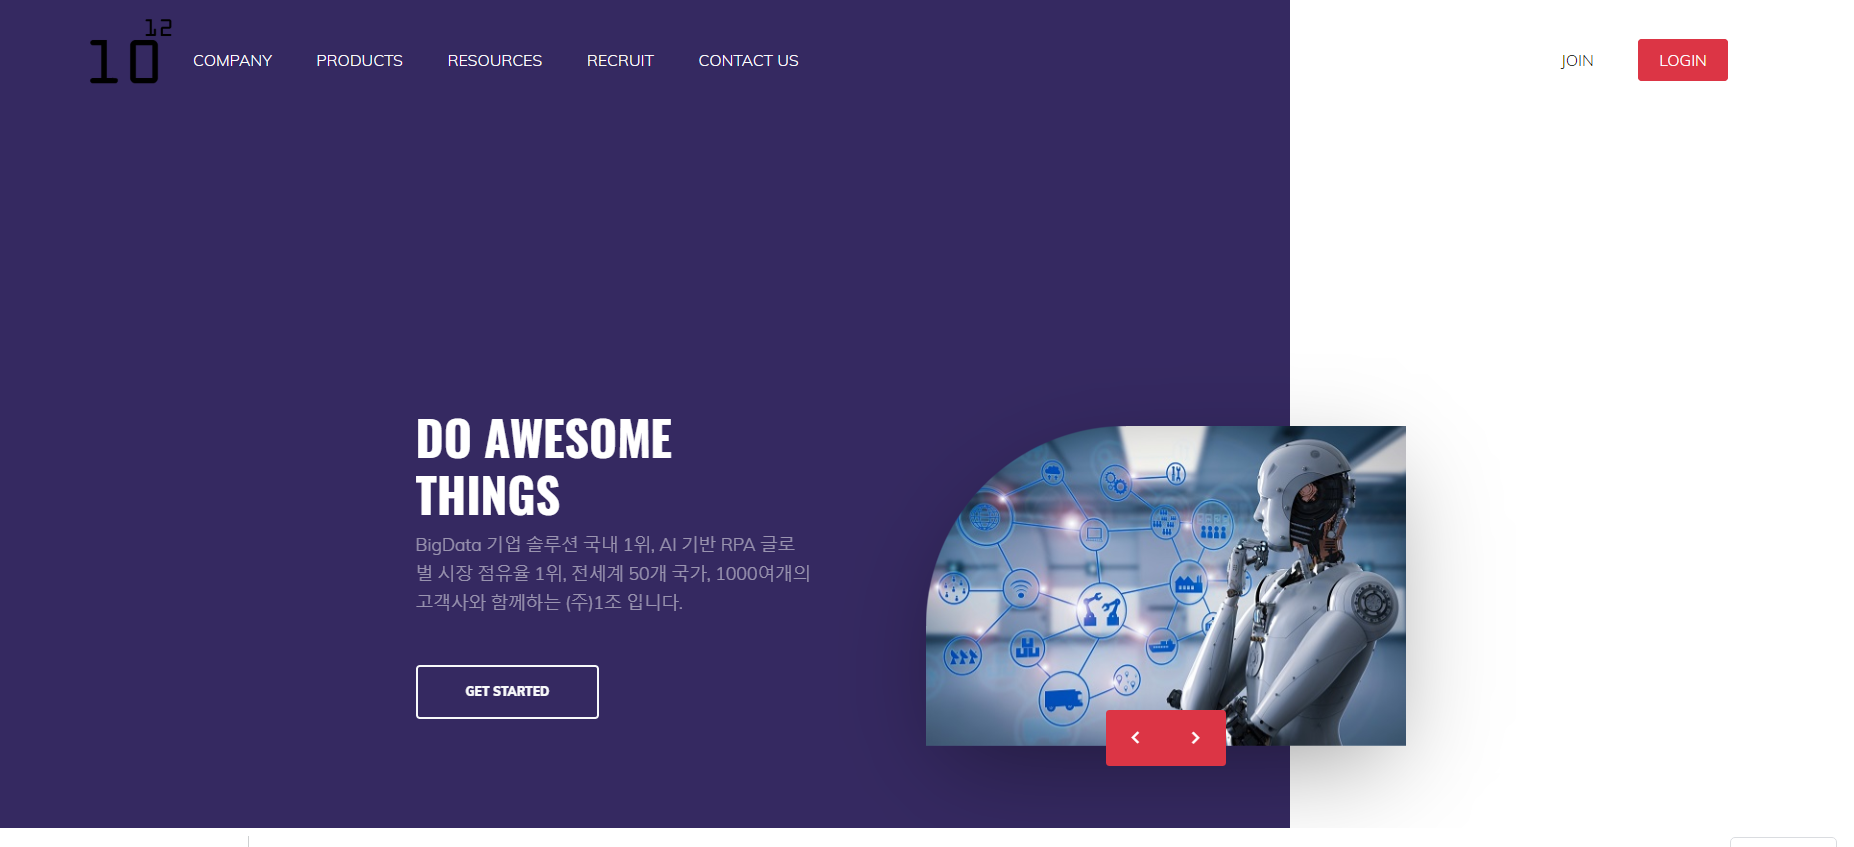 12
10
COMPANY PRODUCTS RESOURCES RECRUIT CONTACT US JOIN LOGIN
DO AWESOME
THINGS
BigData 기업 솔루션 국내 1위, AI 기반 RPA 글로
벌 시장 점유율 1위, 전세계 50개 국가, 1000여개의
고객사와 함께하는 (주)1조 입니다.
GET STARTED